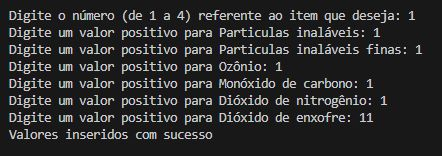 Digite o número (de 1 a 4) referente ao item que deseja: 1
Digite um valor positivo para Particulas inaláveis: 1
Digite um valor positivo para Particulas inaláveis finas: 1
Digite um valor positivo para Ozônio: 1
Digite um valor positivo para Monóxido de carbono: 1
Digite um valor positivo para Dióxido de nitrogênio: 1
Digite um valor positivo para Dióxido de enxofre: 11
Valores inseridos com sucesso